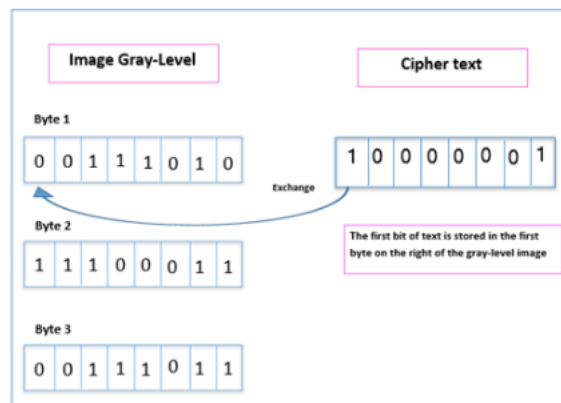 Image Gray-Level
Cipher text
Byte 1
0 0 1 1 1 0 1 0
1 0 0 0 0 0 0 1
Exchange
Byte 2
1 1 1 0 0 0 1 1
The first bit of text is stored in the first
byte on the right of the gray-level image
Byte 3
0 0 1 1 1 0 1 1